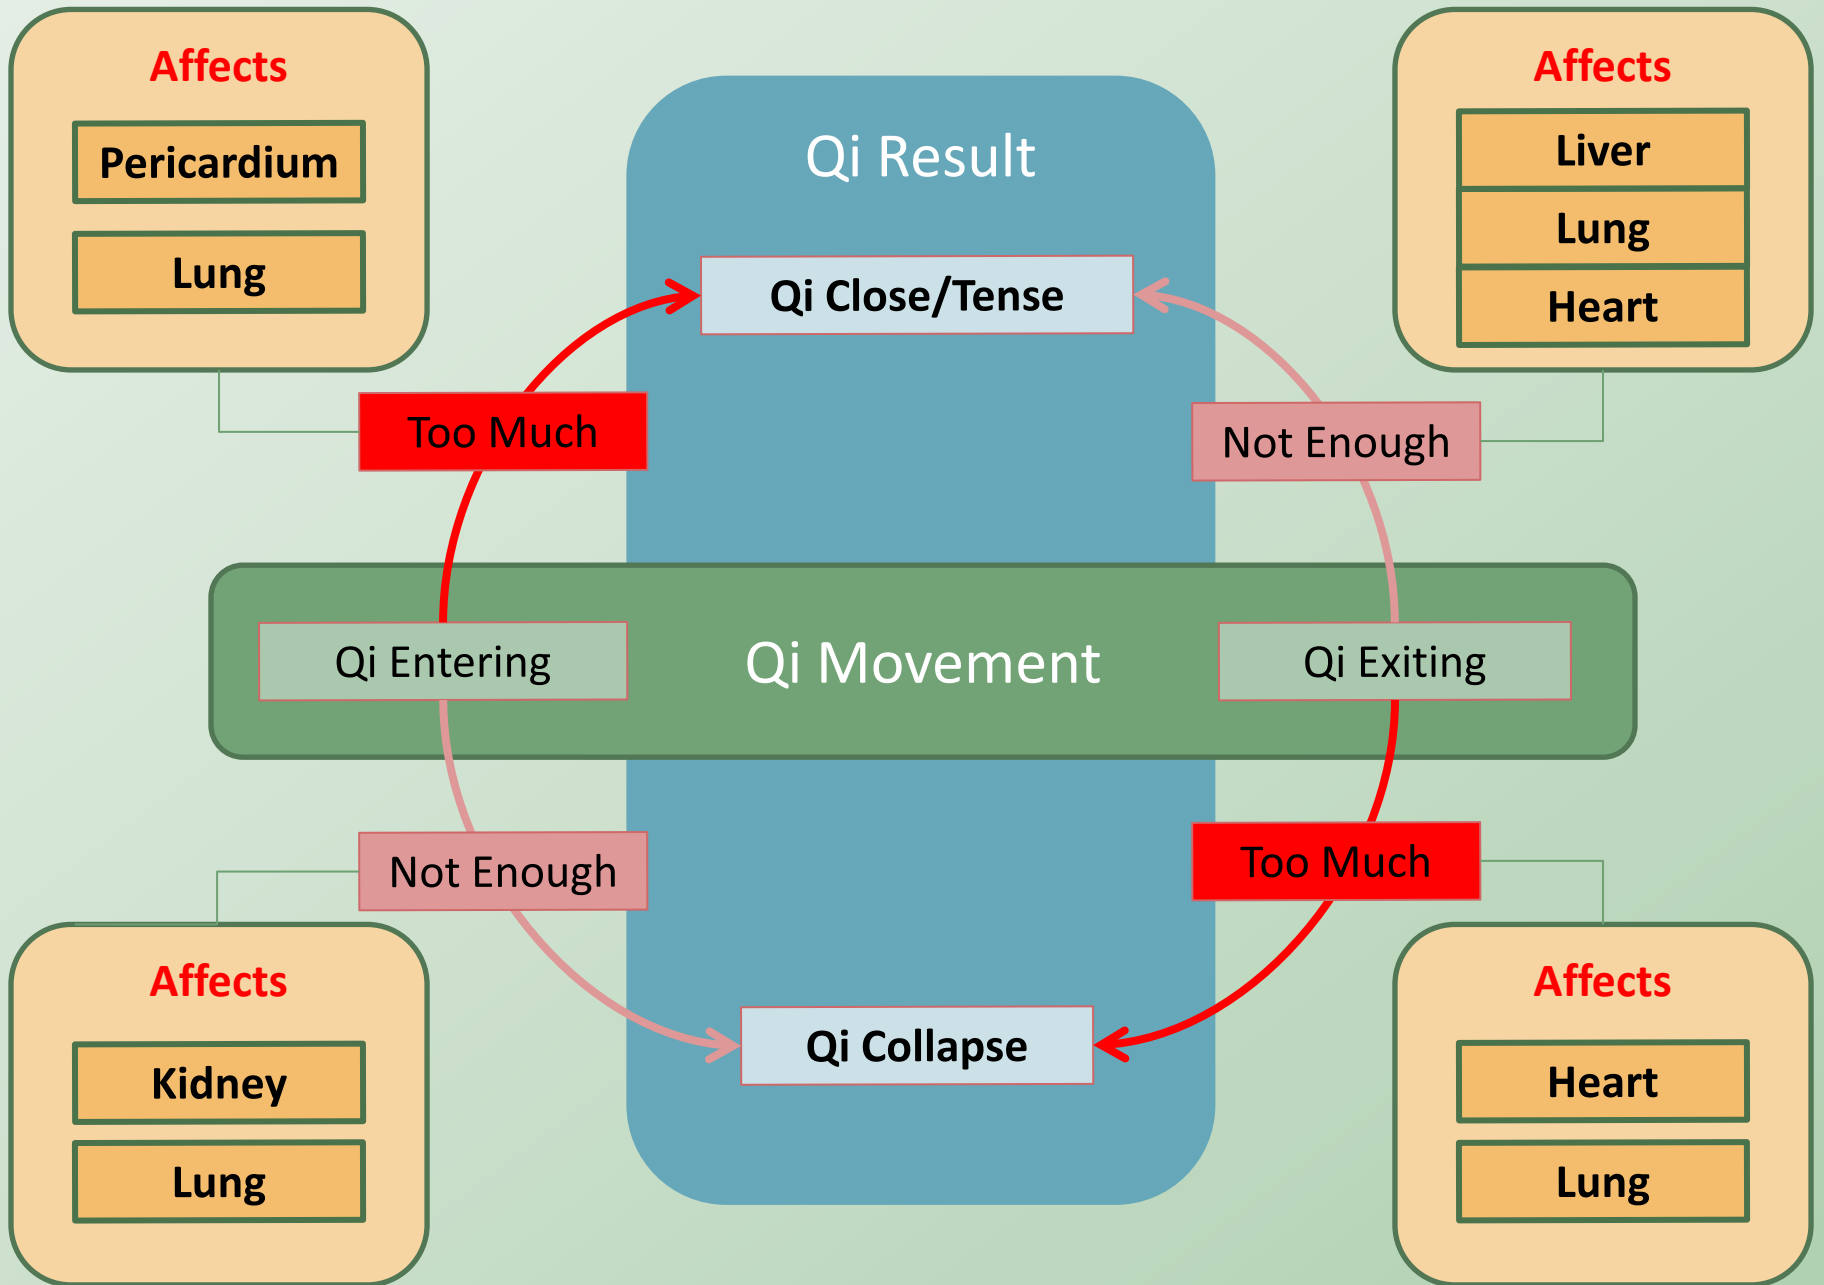 Affects
Pericardium
Lung
Qi Result
Affects
Liver
Lung
Heart
Qi Close/Tense
Too Much
Not Enough
Qi Entering
Qi Movement
Qi Exiting
Not Enough
Too Much
Affects
Kidney
Lung
Qi Collapse
Affects
Heart
Lung